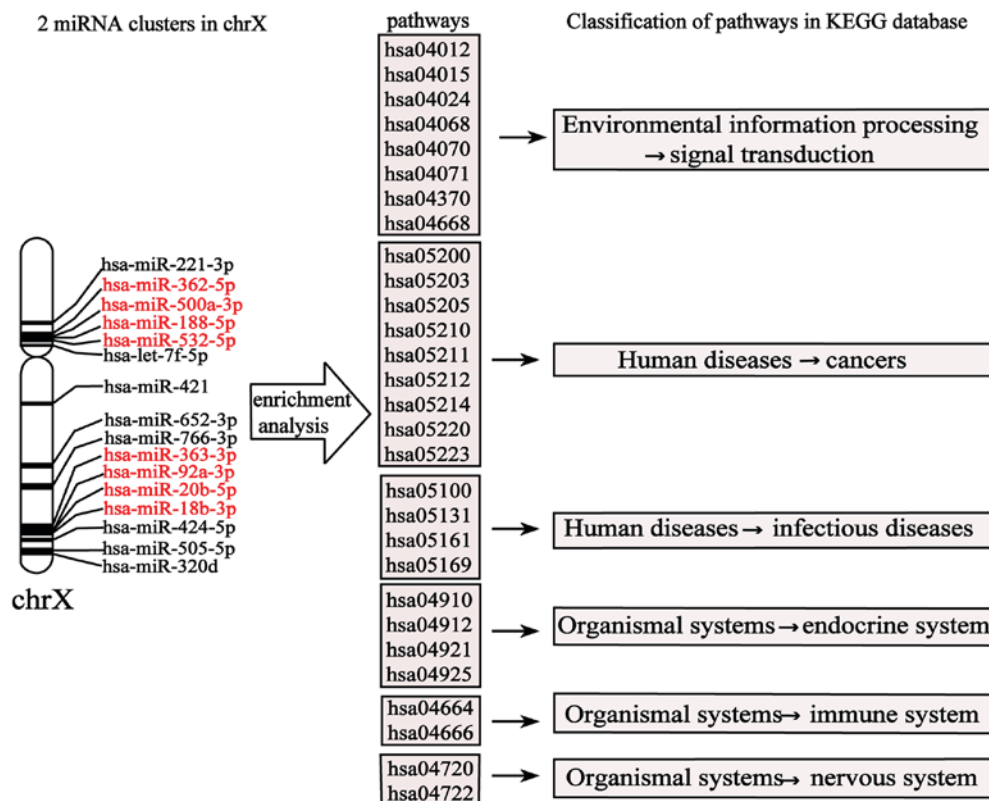 2 miRNA clusters in chrX
pathways
Classification of pathways in KEGG database
hsa-miR-221-3p
hsa-miR-362-5p
hsa-miR-500a-3p
hsa-miR-188-5p
hsa-miR-532-5p
hsa-let-7f-5p
hsa-miR-421
hsa-miR-652-3p
hsa-miR-766-3p
hsa-miR-363-3p
hsa-miR-92a-3p
hsa-miR-20b-5p
hsa-miR-18b-3p
hsa-miR-424-5p
hsa-miR-505-5p
hsa-miR-320d
chrX
enrichment
analysis
hsa04012
hsa04015
hsa04024
hsa04068
hsa04070
hsa04071
hsa04370
hsa04668
Environmental information processing
→ signal transduction
hsa05200
hsa05203
hsa05205
hsa05210
hsa05211
hsa05212
hsa05214
hsa05220
hsa05223
Human diseases → cancers
hsa05100
hsa05131
hsa05161
hsa05169
Human diseases → infectious diseases
hsa04910
hsa04912
hsa04921
hsa04925
Organismal systems → endocrine system
hsa04664
hsa04666
Organismal systems → immune system
hsa04720
hsa04722
Organismal systems → nervous system